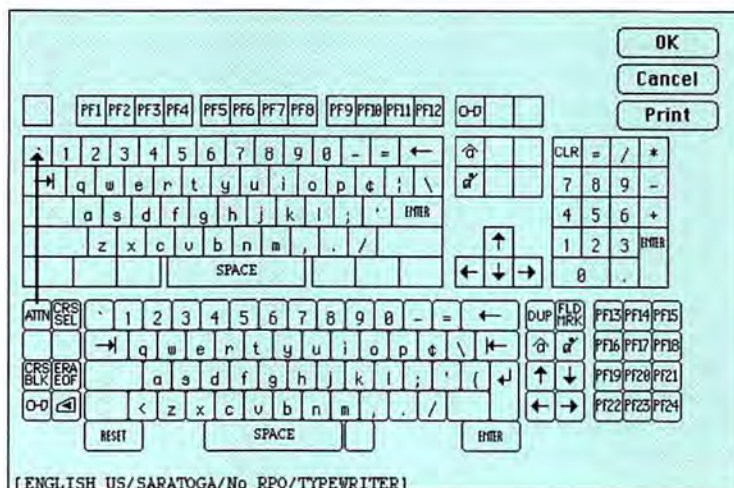 OK
Cancel
Print
PF1 PF2 PF3 PF4 PF5 PF6 PF7 PF8 PF9 PF10 PF11 PF12
` 1 2 3 4 5 6 7 8 9 0 - = ← CLR = / *
q w e r t y u i o p ¢ ¦ \ 7 8 9 -
a s d f g h j k l ; ' ENTER 4 5 6 +
z x c v b n m , . / ↑ 1 2 3 ENTER
SPACE ← ↓ → 0 .
ATTN CRS SEL ` 1 2 3 4 5 6 7 8 9 0 - = ← DUP FLD MRK PF13 PF14 PF15
q w e r t y u i o p ¢ \ PF16 PF17 PF18
CRS BLK ERA EOF a s d f g h j k l ; ' { ↵ ↑ ↓ PF19 PF20 PF21
< z x c v b n m , . / ← → PF22 PF23 PF24
RESET SPACE ENTER
[ENGLISH US/SARATOGA/No RPO/TYPEWRITER]